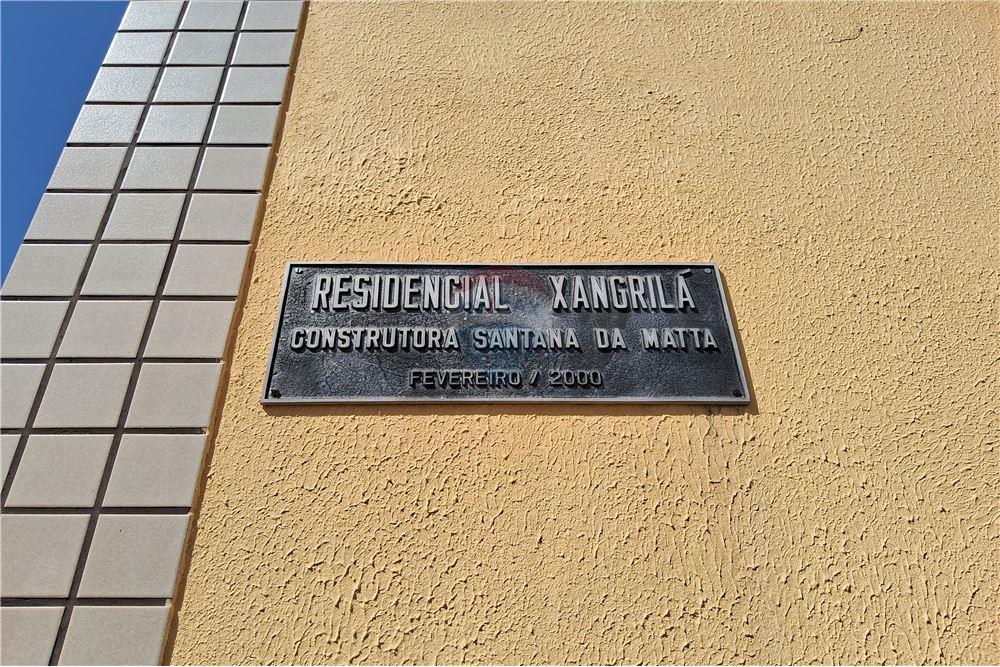 RESIDENCIAL XANGRILÁ
CONSTRUTORA SANTANA DA MATTA
FEVEREIRO / 2000